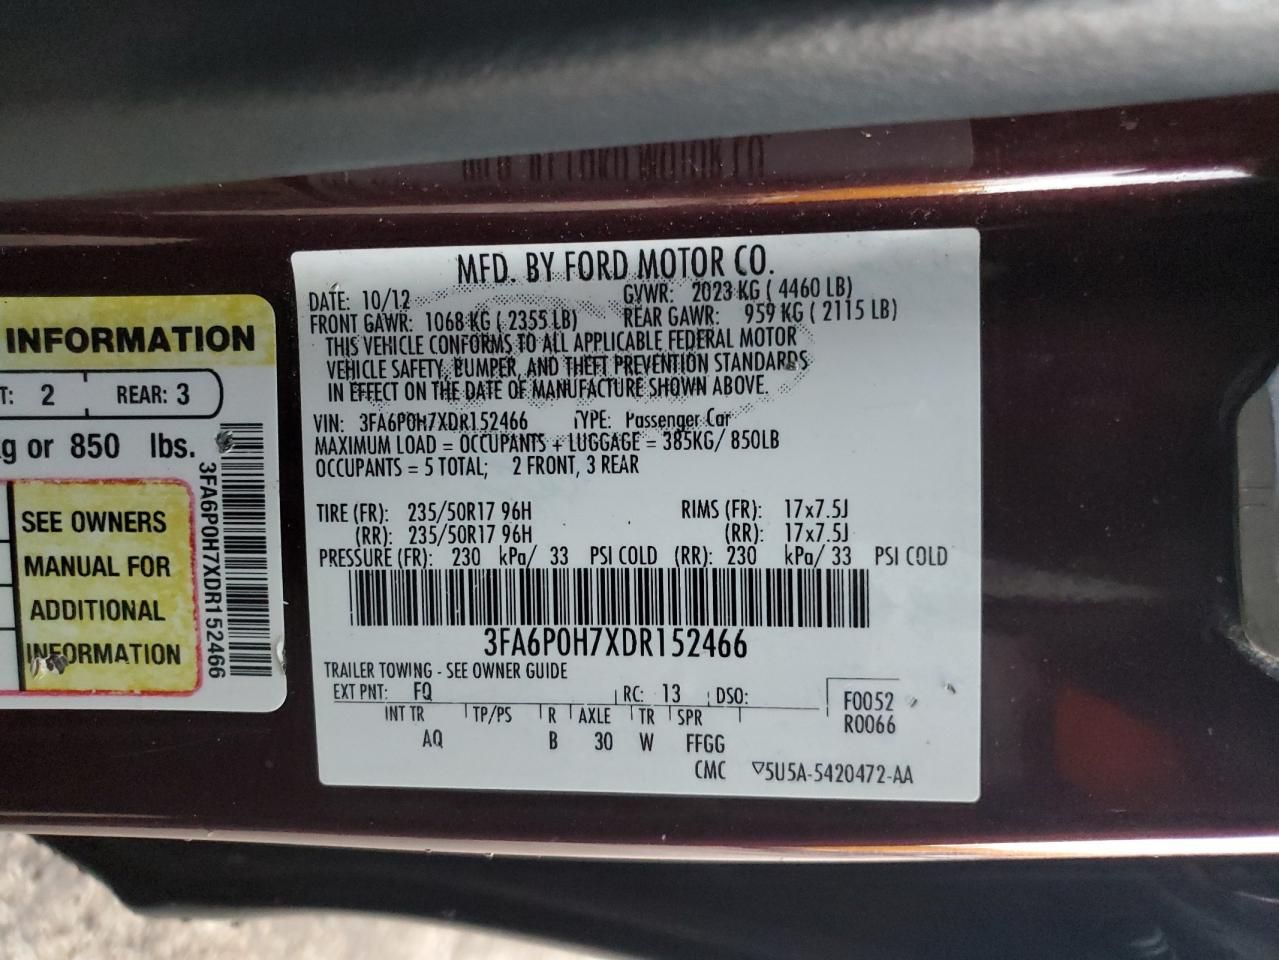 MFD. BY FORD MOTOR CO.
DATE: 10/12 GVWR: 2023 KG ( 4460 LB)
FRONT GAWR: 1068 KG ( 2355 LB) REAR GAWR: 959 KG ( 2115 LB)
THIS VEHICLE CONFORMS TO ALL APPLICABLE FEDERAL MOTOR
VEHICLE SAFETY, BUMPER, AND THEFT PREVENTION STANDARDS
IN EFFECT ON THE DATE OF MANUFACTURE SHOWN ABOVE.
VIN: 3FA6P0H7XDR152466 TYPE: Passenger Car
MAXIMUM LOAD = OCCUPANTS + LUGGAGE = 385KG/ 850LB
OCCUPANTS = 5 TOTAL; 2 FRONT, 3 REAR
TIRE (FR): 235/50R17 96H RIMS (FR): 17x7.5J
(RR): 235/50R17 96H (RR): 17x7.5J
PRESSURE (FR): 230 kPa/ 33 PSI COLD (RR): 230 kPa/ 33 PSI COLD
3FA6P0H7XDR152466
TRAILER TOWING - SEE OWNER GUIDE
EXT PNT: FQ RC: 13 DSO:
INT TR TP/PS R AXLE TR SPR
AQ B 30 W FFGG
CMC ▽5U5A-5420472-AA
F0052
R0066
INFORMATION
T: 2 REAR: 3
kg or 850 lbs.
SEE OWNERS
MANUAL FOR
ADDITIONAL
INFORMATION
3FA6P0H7XDR152466